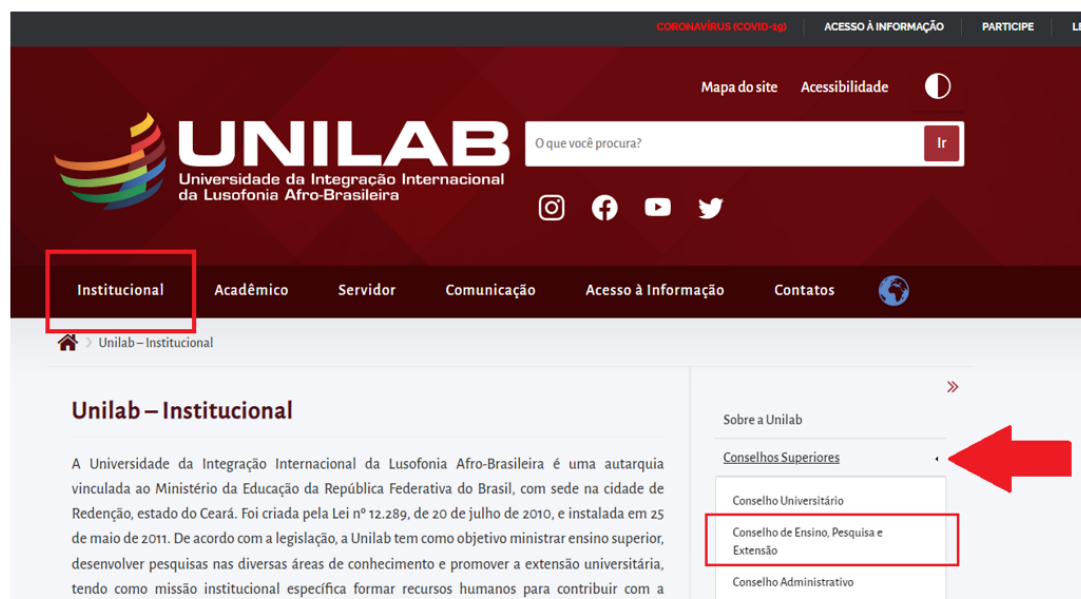 CORONAVÍRUS (COVID-19) ACESSO À INFORMAÇÃO PARTICIPE
Mapa do site Acessibilidade
UNILAB
Universidade da Integração Internacional
da Lusofonia Afro-Brasileira
O que você procura? Ir
Institucional Acadêmico Servidor Comunicação Acesso à Informação Contatos
Unilab – Institucional
Unilab – Institucional
A Universidade da Integração Internacional da Lusofonia Afro-Brasileira é uma autarquia
vinculada ao Ministério da Educação da República Federativa do Brasil, com sede na cidade de
Redenção, estado do Ceará. Foi criada pela Lei nº 12.289, de 20 de julho de 2010, e instalada em 25
de maio de 2011. De acordo com a legislação, a Unilab tem como objetivo ministrar ensino superior,
desenvolver pesquisas nas diversas áreas de conhecimento e promover a extensão universitária,
tendo como missão institucional específica formar recursos humanos para contribuir com a
Sobre a Unilab
Conselhos Superiores
Conselho Universitário
Conselho de Ensino, Pesquisa e
Extensão
Conselho Administrativo